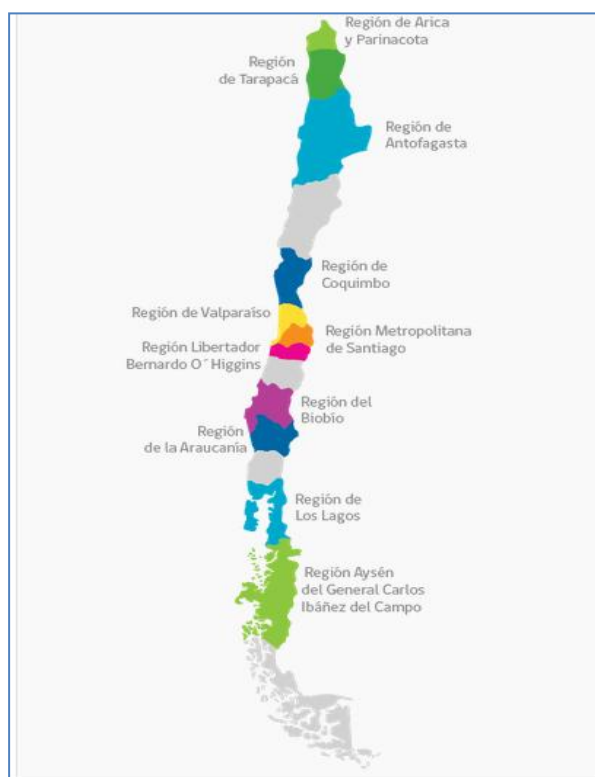 Región de Arica
y Parinacota
Región
de Tarapacá
Región de
Antofagasta
Región de
Coquimbo
Región de Valparaíso
Región Metropolitana
de Santiago
Región Libertador
Bernardo O´Higgins
Región del
Biobío
Región
de la Araucanía
Región de
Los Lagos
Región Aysén
del General Carlos
Ibáñez del Campo